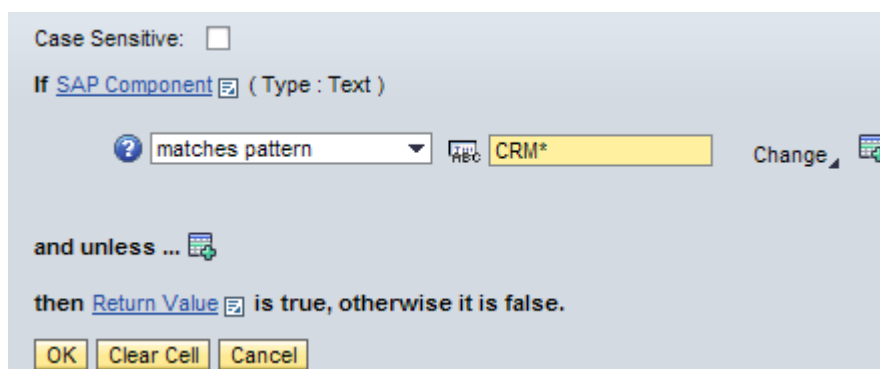 Case Sensitive:
If SAP Component ( Type : Text )
matches pattern ABC CRM* Change
and unless ...
then Return Value is true, otherwise it is false.
OK Clear Cell Cancel